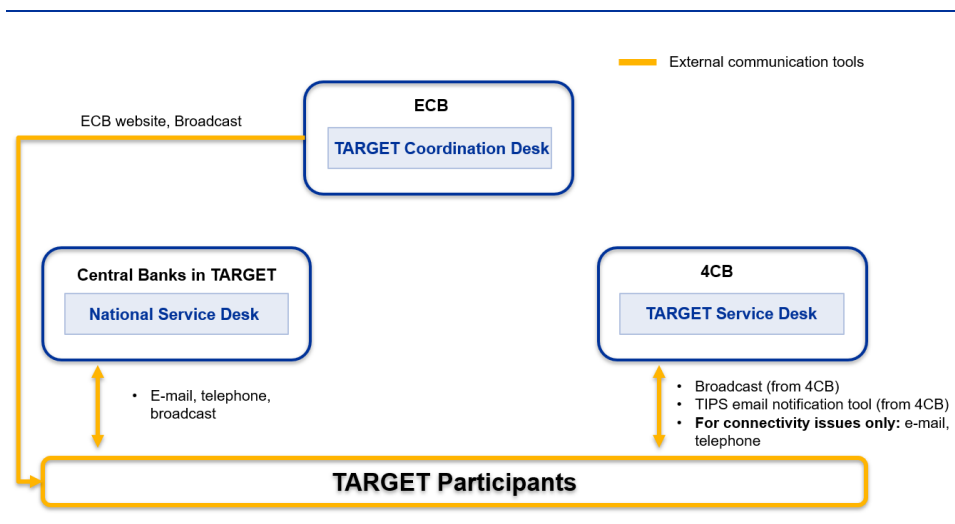 External communication tools
ECB
ECB website, Broadcast
TARGET Coordination Desk
Central Banks in TARGET
National Service Desk
4CB
TARGET Service Desk
• E-mail, telephone,
broadcast
• Broadcast (from 4CB)
• TIPS email notification tool (from 4CB)
• For connectivity issues only: e-mail,
telephone
TARGET Participants